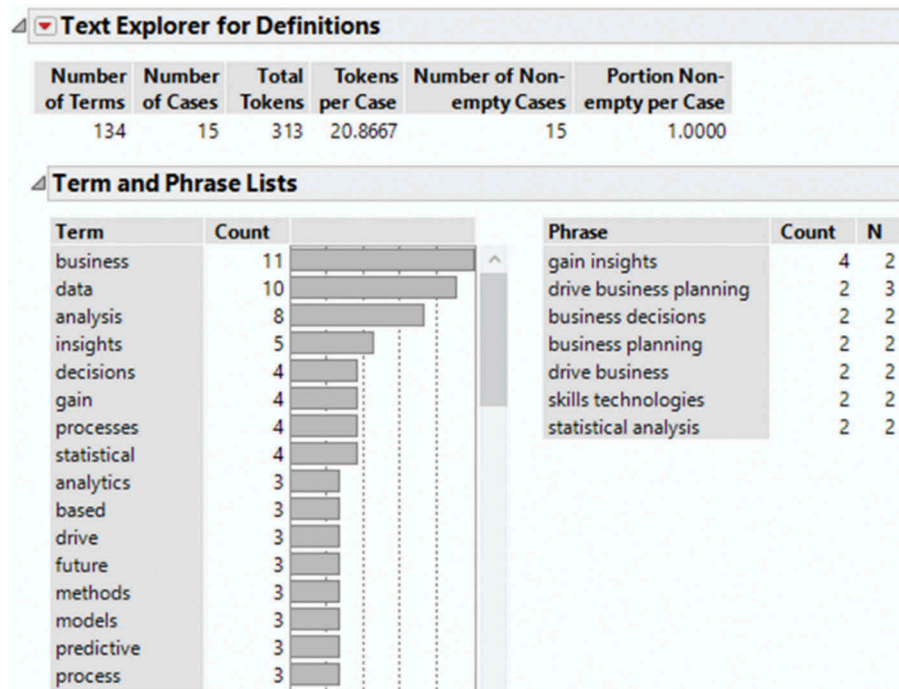 Text Explorer for Definitions
Number of Terms Number of Cases Total Tokens Tokens per Case Number of Non-empty Cases Portion Non-empty per Case
134 15 313 20.8667 15 1.0000
Term and Phrase Lists
Term Count
business 11
data 10
analysis 8
insights 5
decisions 4
gain 4
processes 4
statistical 4
analytics 3
based 3
drive 3
future 3
methods 3
models 3
predictive 3
process 3
Phrase Count N
gain insights 4 2
drive business planning 2 3
business decisions 2 2
business planning 2 2
drive business 2 2
skills technologies 2 2
statistical analysis 2 2